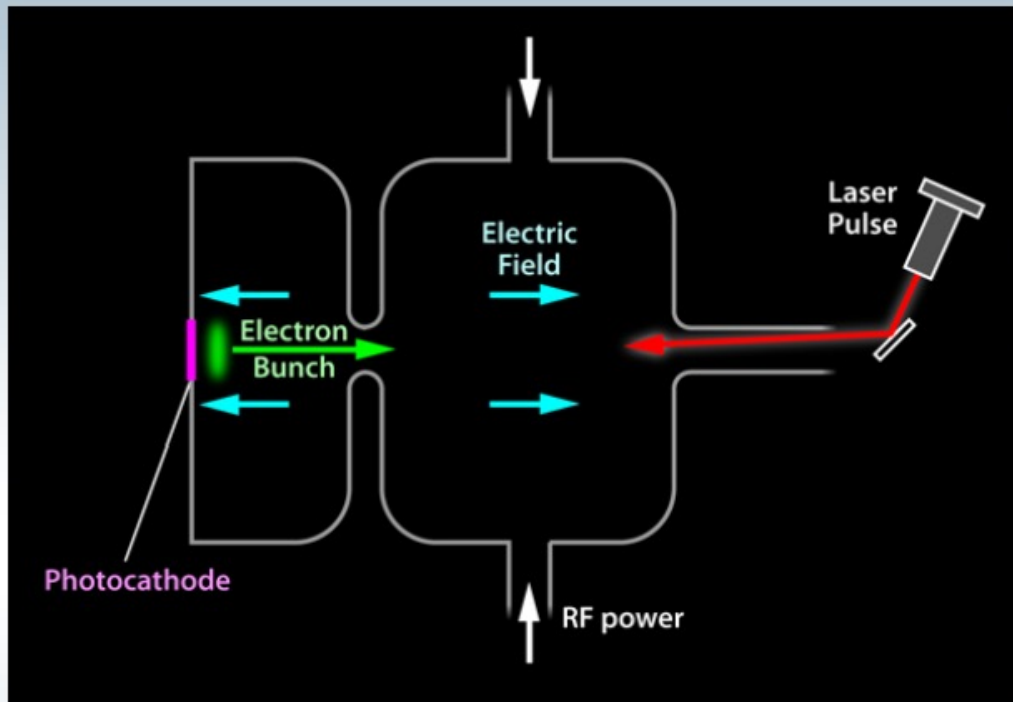 Laser
Pulse
Electric
Field
Electron
Bunch
Photocathode
RF power